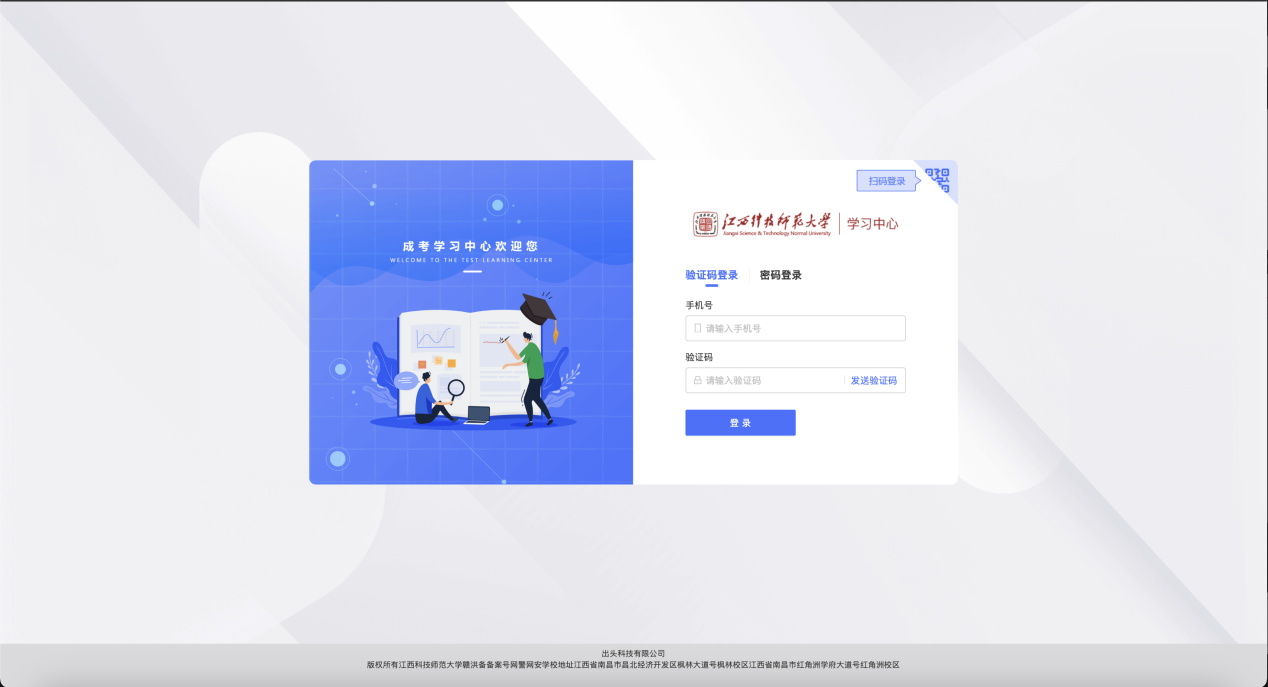 扫码登录
江西科技师范大学
Jiangxi Science & Technology Normal University
学习中心
成考学习中心欢迎您
WELCOME TO THE TEST LEARNING CENTER
验证码登录
密码登录
手机号
请输入手机号
验证码
请输入验证码
发送验证码
登录
出头科技有限公司
版权所有江西科技师范大学赣洪备备案号网警网安学校地址江西省南昌市昌北经济开发区枫林大道号枫林校区江西省南昌市红角洲学府大道号红角洲校区